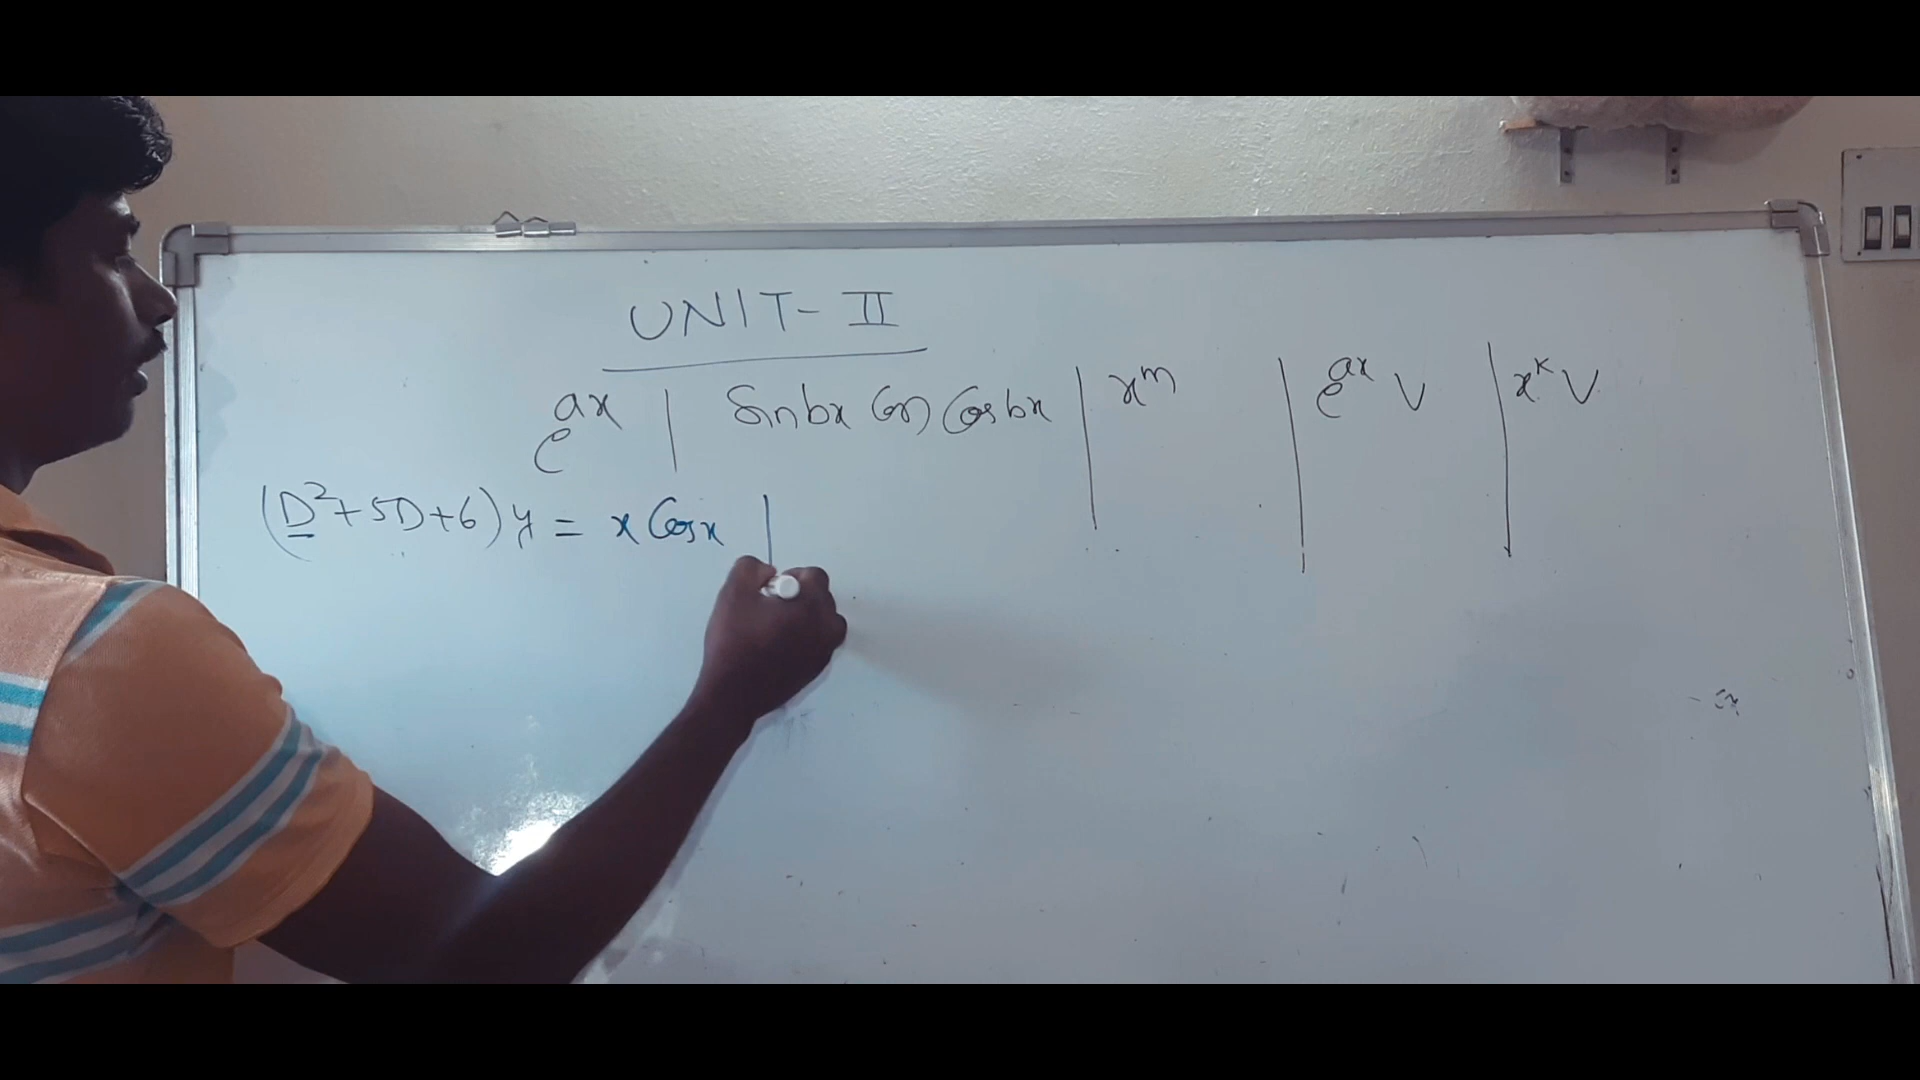 UNIT-II
e^{ax} | Sinbx (or) Cosbx | x^m | e^{ax} V | x^k V
(D²+5D+6)y = x Cosx |